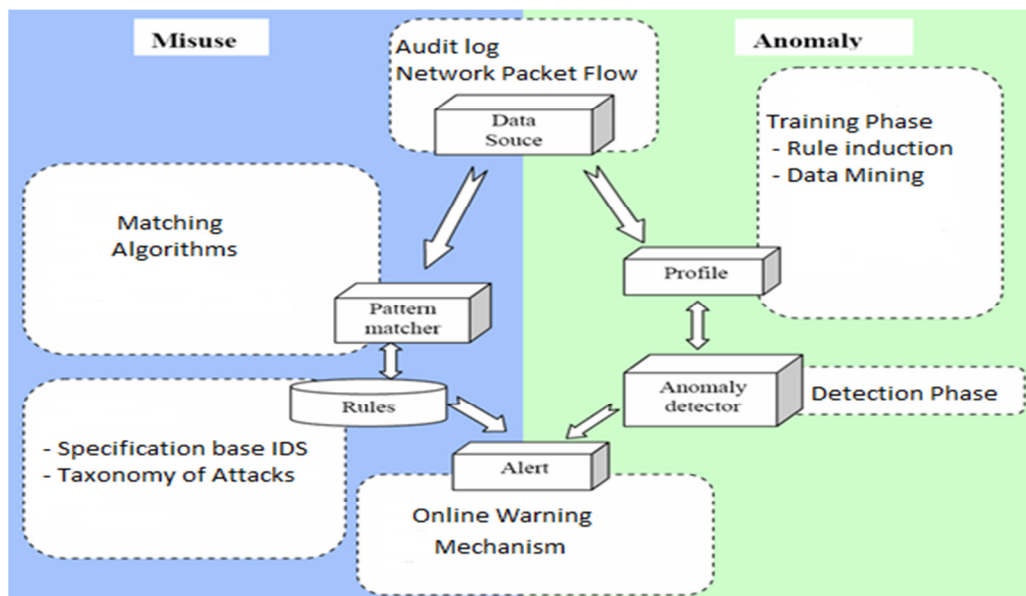 Misuse
Audit log
Network Packet Flow
Anomaly
Data
Souce
Training Phase
- Rule induction
- Data Mining
Matching
Algorithms
Profile
Pattern
matcher
Anomaly
detector
Detection Phase
Rules
- Specification base IDS
- Taxonomy of Attacks
Alert
Online Warning
Mechanism